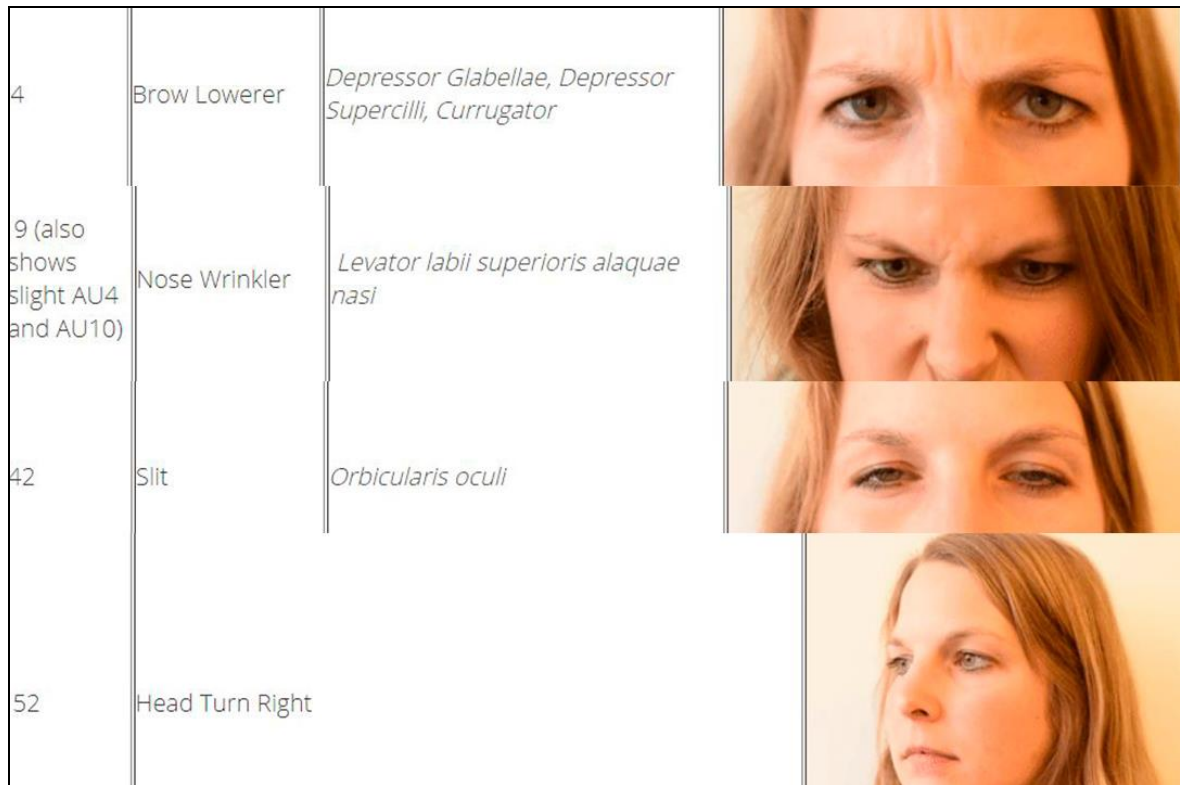 4
Brow Lowerer
Depressor Glabellae, Depressor
Supercilli, Currugator
9 (also
shows
slight AU4
and AU10)
Nose Wrinkler
Levator labii superioris alaquae
nasi
42
Slit
Orbicularis oculi
52
Head Turn Right